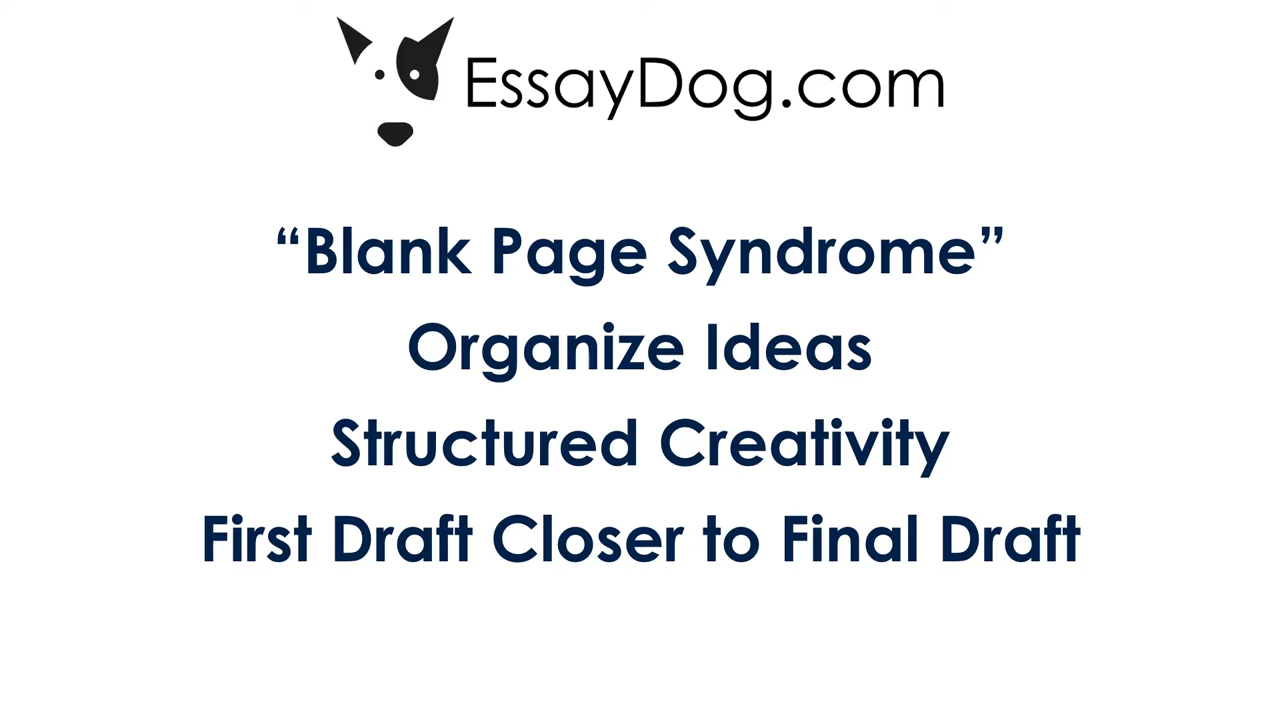 EssayDog.com
“Blank Page Syndrome”
Organize Ideas
Structured Creativity
First Draft Closer to Final Draft